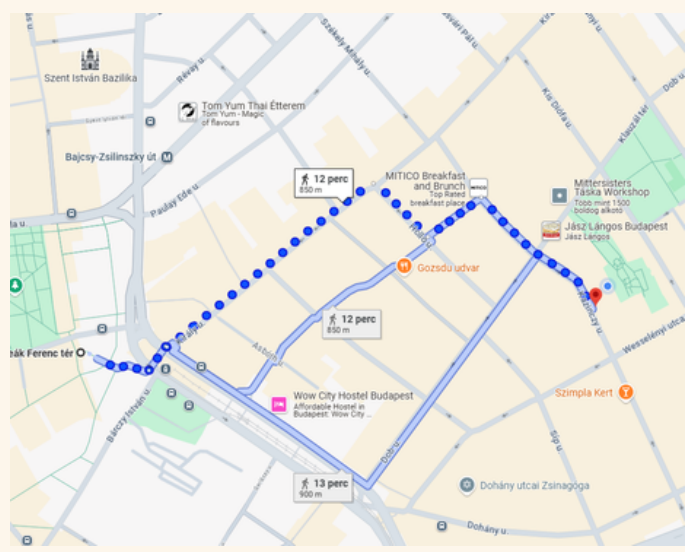 Székely Mihály u.
Révay u.
Szent István Bazilika
Kis Diófa u.
Dob u.
Klauzál tér
Tom Yum Thai Étterem
Tom Yum - Magic
of flavours
Bajcsy-Zsilinszky út
M
12 perc
850 m
MITICO Breakfast
and Brunch
Top Rated
breakfast place
MITICO
Mittersisters
Táska Workshop
Több mint 1500
boldog alkotó
Paulay Ede u.
Jász Lángos Budapest
Jász Lángos
Holló u.
Gozsdu udvar
Kazinczy u.
12 perc
850 m
Király u.
Wesselényi utca
eák Ferenc tér
Asbóth u.
Wow City Hostel Budapest
Affordable Hostel in
Budapest: Wow City ...
Szimpla Kert
Bárczy István u.
Síp u.
Dob u.
13 perc
900 m
Dohány utcai Zsinagóga
Dohány u.